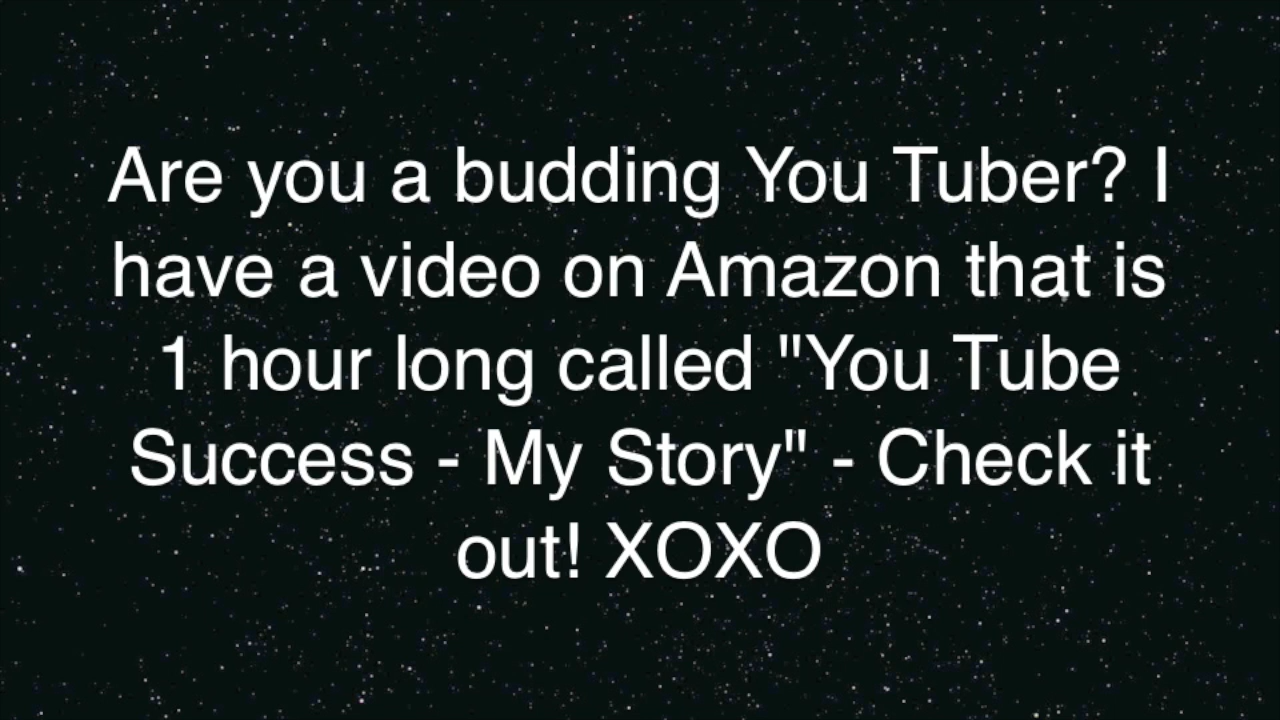 Are you a budding You Tuber? I
have a video on Amazon that is
1 hour long called "You Tube
Success - My Story" - Check it
out! XOXO